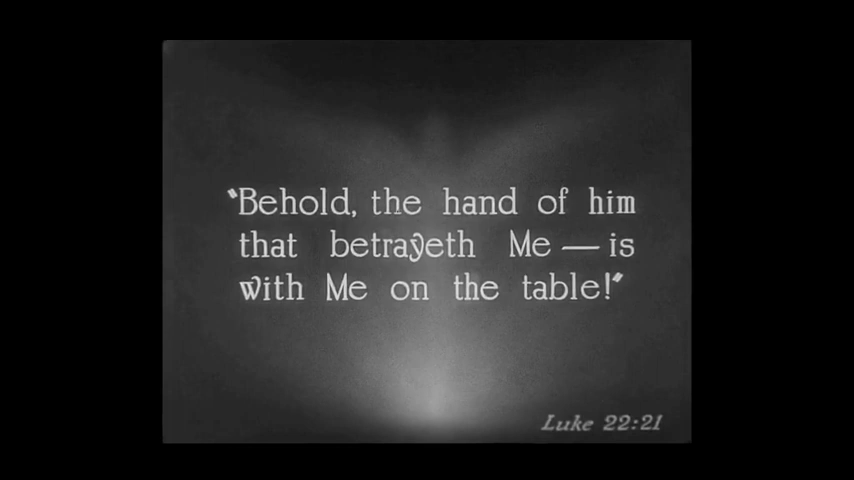 "Behold, the hand of him
that betrayeth Me — is
with Me on the table!"
Luke 22:21